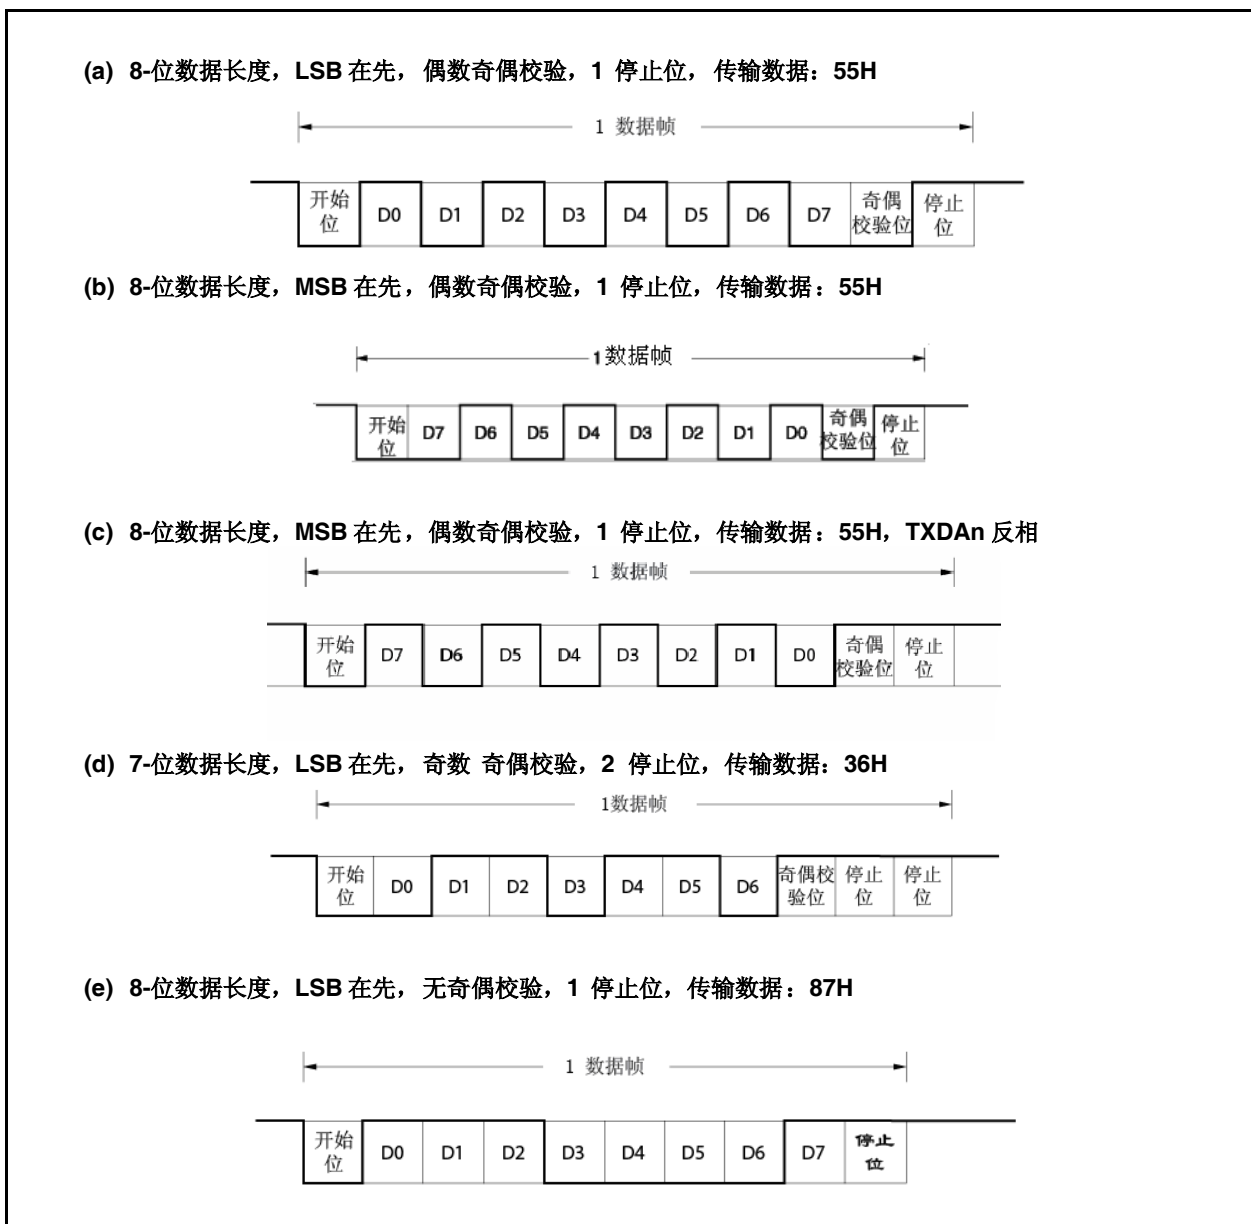 (a) 8-位数据长度，LSB 在先，偶数奇偶校验，1 停止位，传输数据：55H
1 数据帧
开始位 D0 D1 D2 D3 D4 D5 D6 D7 奇偶校验位 停止位
(b) 8-位数据长度，MSB 在先，偶数奇偶校验，1 停止位，传输数据：55H
1数据帧
开始位 D7 D6 D5 D4 D3 D2 D1 D0 奇偶校验位 停止位
(c) 8-位数据长度，MSB 在先，偶数奇偶校验，1 停止位，传输数据：55H，TXDAn 反相
1 数据帧
开始位 D7 D6 D5 D4 D3 D2 D1 D0 奇偶校验位 停止位
(d) 7-位数据长度，LSB 在先，奇数 奇偶校验，2 停止位，传输数据：36H
1数据帧
开始位 D0 D1 D2 D3 D4 D5 D6 奇偶校验位 停止位 停止位
(e) 8-位数据长度，LSB 在先，无奇偶校验，1 停止位，传输数据：87H
1 数据帧
开始位 D0 D1 D2 D3 D4 D5 D6 D7 停止位